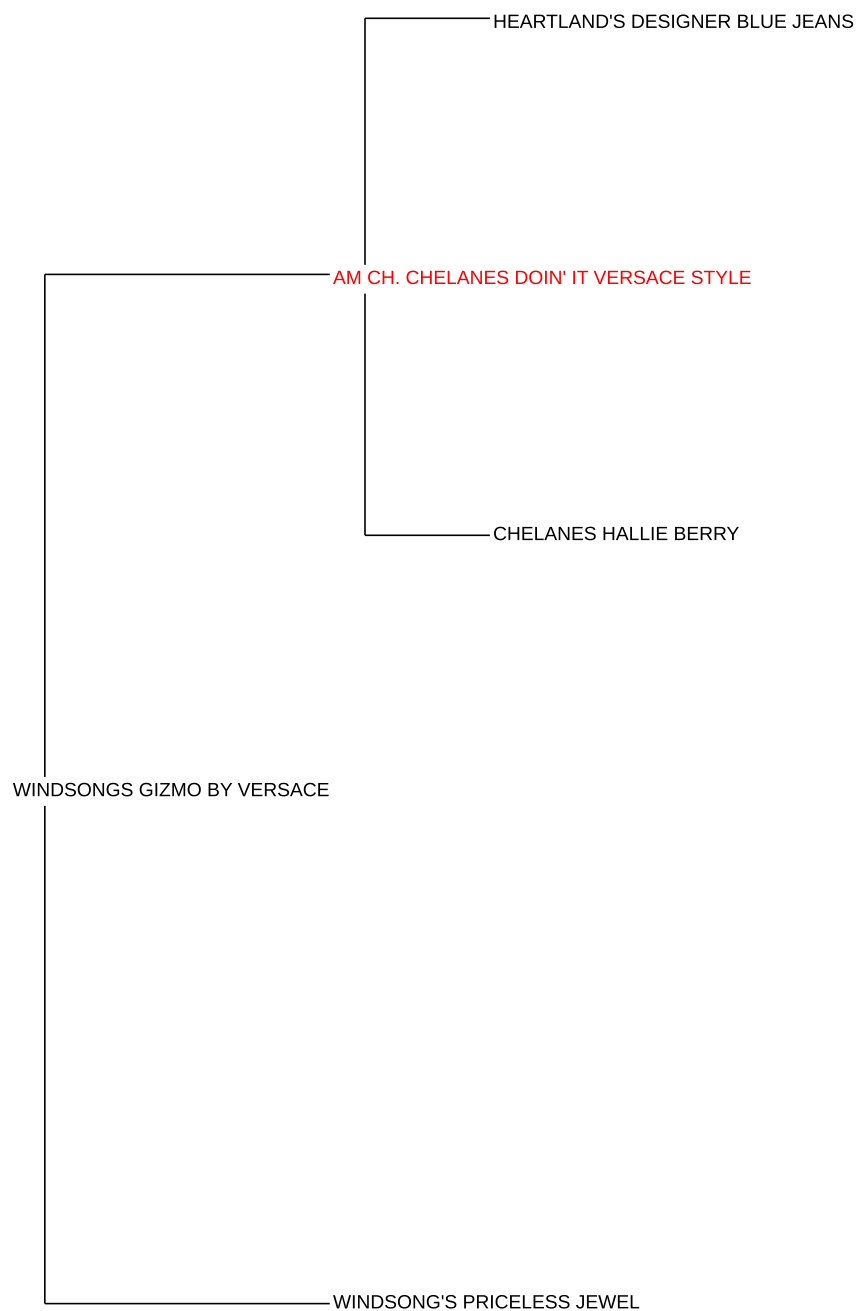 HEARTLAND'S DESIGNER BLUE JEANS
AM CH. CHELANES DOIN' IT VERSACE STYLE
CHELANES HALLIE BERRY
WINDSONGS GIZMO BY VERSACE
WINDSONG'S PRICELESS JEWEL